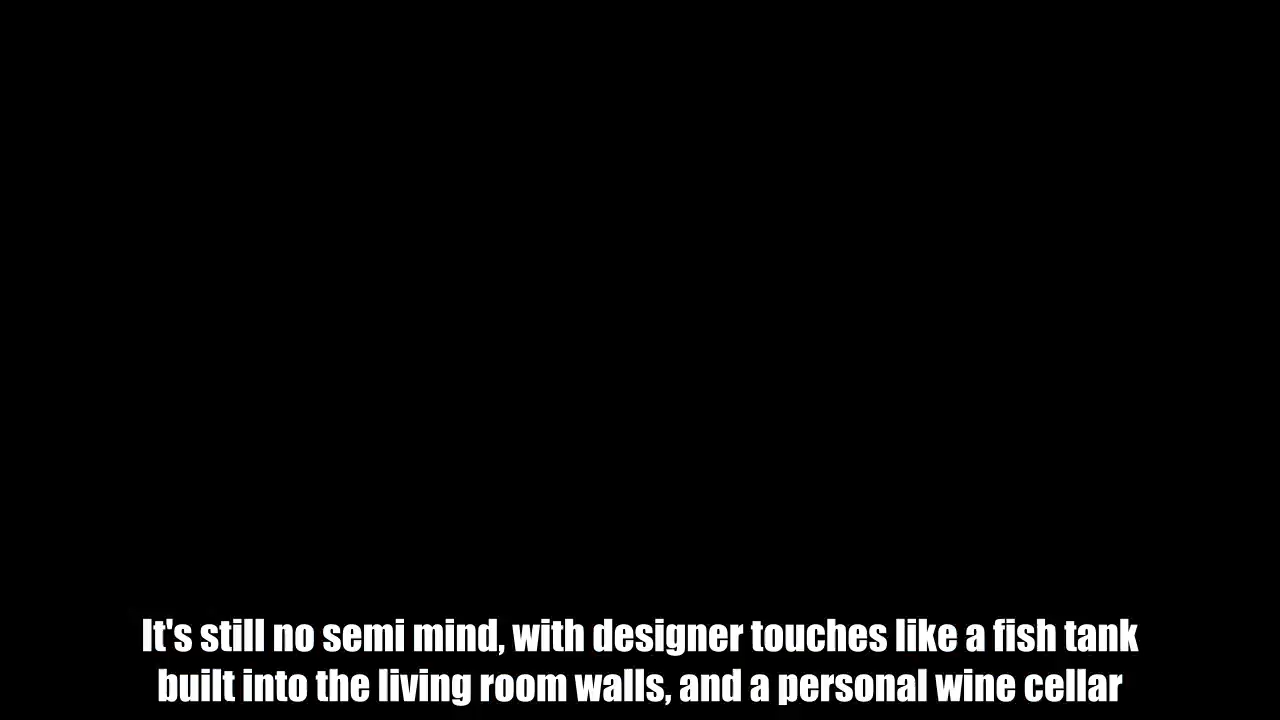 It's still no semi mind, with designer touches like a fish tank
built into the living room walls, and a personal wine cellar